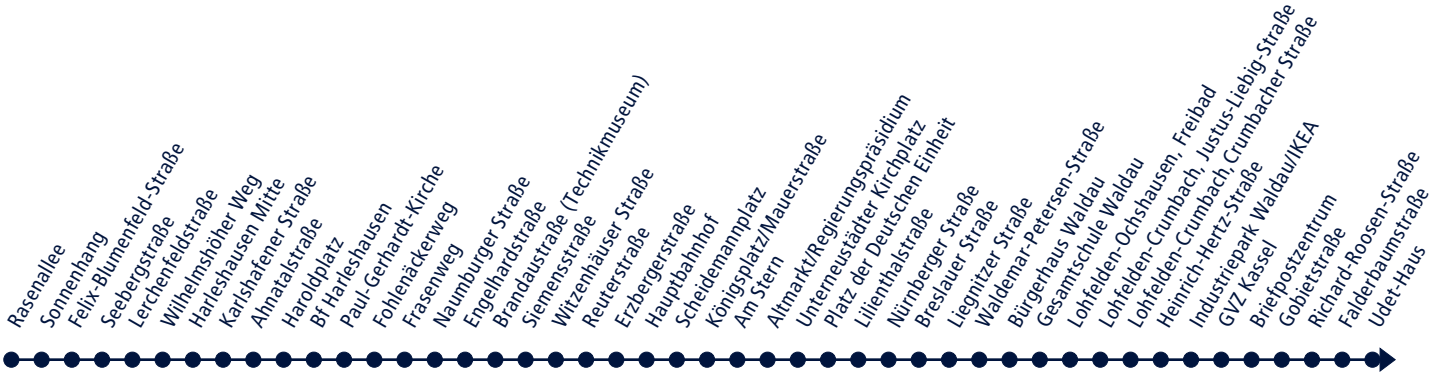 Rasenallee
Sonnenhang
Felix-Blumenfeld-Straße
Seebergstraße
Lerchenfeldstraße
Wilhelmshöher Weg
Harleshausen Mitte
Karlshafener Straße
Ahnatalstraße
Haroldplatz
Bf Harleshausen
Paul-Gerhardt-Kirche
Fohlenäckerweg
Frasenweg
Naumburger Straße
Engelhardstraße
Brandaustraße (Technikmuseum)
Siemensstraße
Witzenhäuser Straße
Reuterstraße
Erzbergerstraße
Hauptbahnhof
Scheidemannplatz
Königsplatz/Mauerstraße
Am Stern
Altmarkt/Regierungspräsidium
Unterneustädter Kirchplatz
Platz der Deutschen Einheit
Lilienthalstraße
Nürnberger Straße
Breslauer Straße
Liegnitzer Straße
Waldemar-Petersen-Straße
Bürgerhaus Waldau
Gesamtschule Waldau
Lohfelden-Ochshausen, Freibad
Lohfelden-Crumbach, Justus-Liebig-Straße
Lohfelden-Crumbach, Crumbacher Straße
Heinrich-Hertz-Straße
Industriepark Waldau/IKEA
GVZ Kassel
Briefpostzentrum
Gobietstraße
Richard-Roosen-Straße
Falderbaumstraße
Udet-Haus